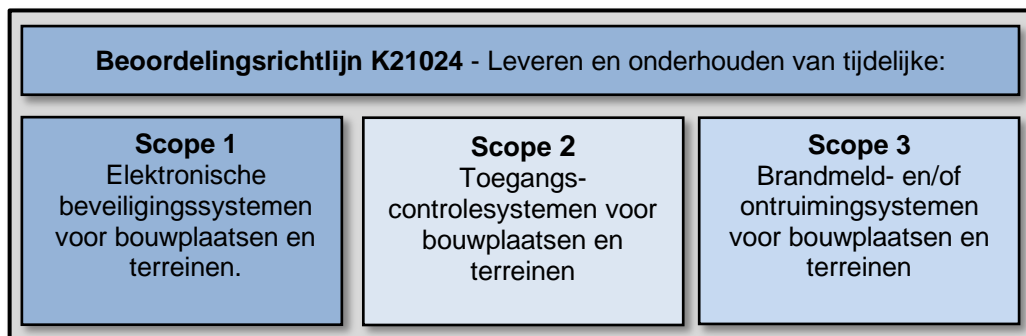 Beoordelingsrichtlijn K21024 - Leveren en onderhouden van tijdelijke:
Scope 1
Elektronische
beveiligingssystemen
voor bouwplaatsen en
terreinen.
Scope 2
Toegangs-
controlesystemen voor
bouwplaatsen en
terreinen
Scope 3
Brandmeld- en/of
ontruimingsystemen
voor bouwplaatsen en
terreinen